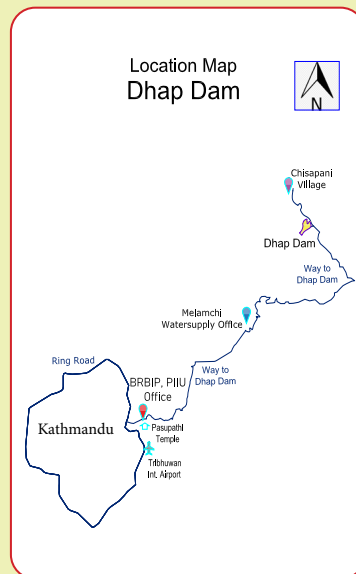 Location Map
Dhap Dam
N
Chisapani
Village
Dhap Dam
Way to
Dhap Dam
Melamchi
Watersupply Office
Ring Road
Way to
Dhap Dam
BRBIP, PIIU
Office
Kathmandu
Pasupathi
Temple
Tribhuwan
Int. Airport